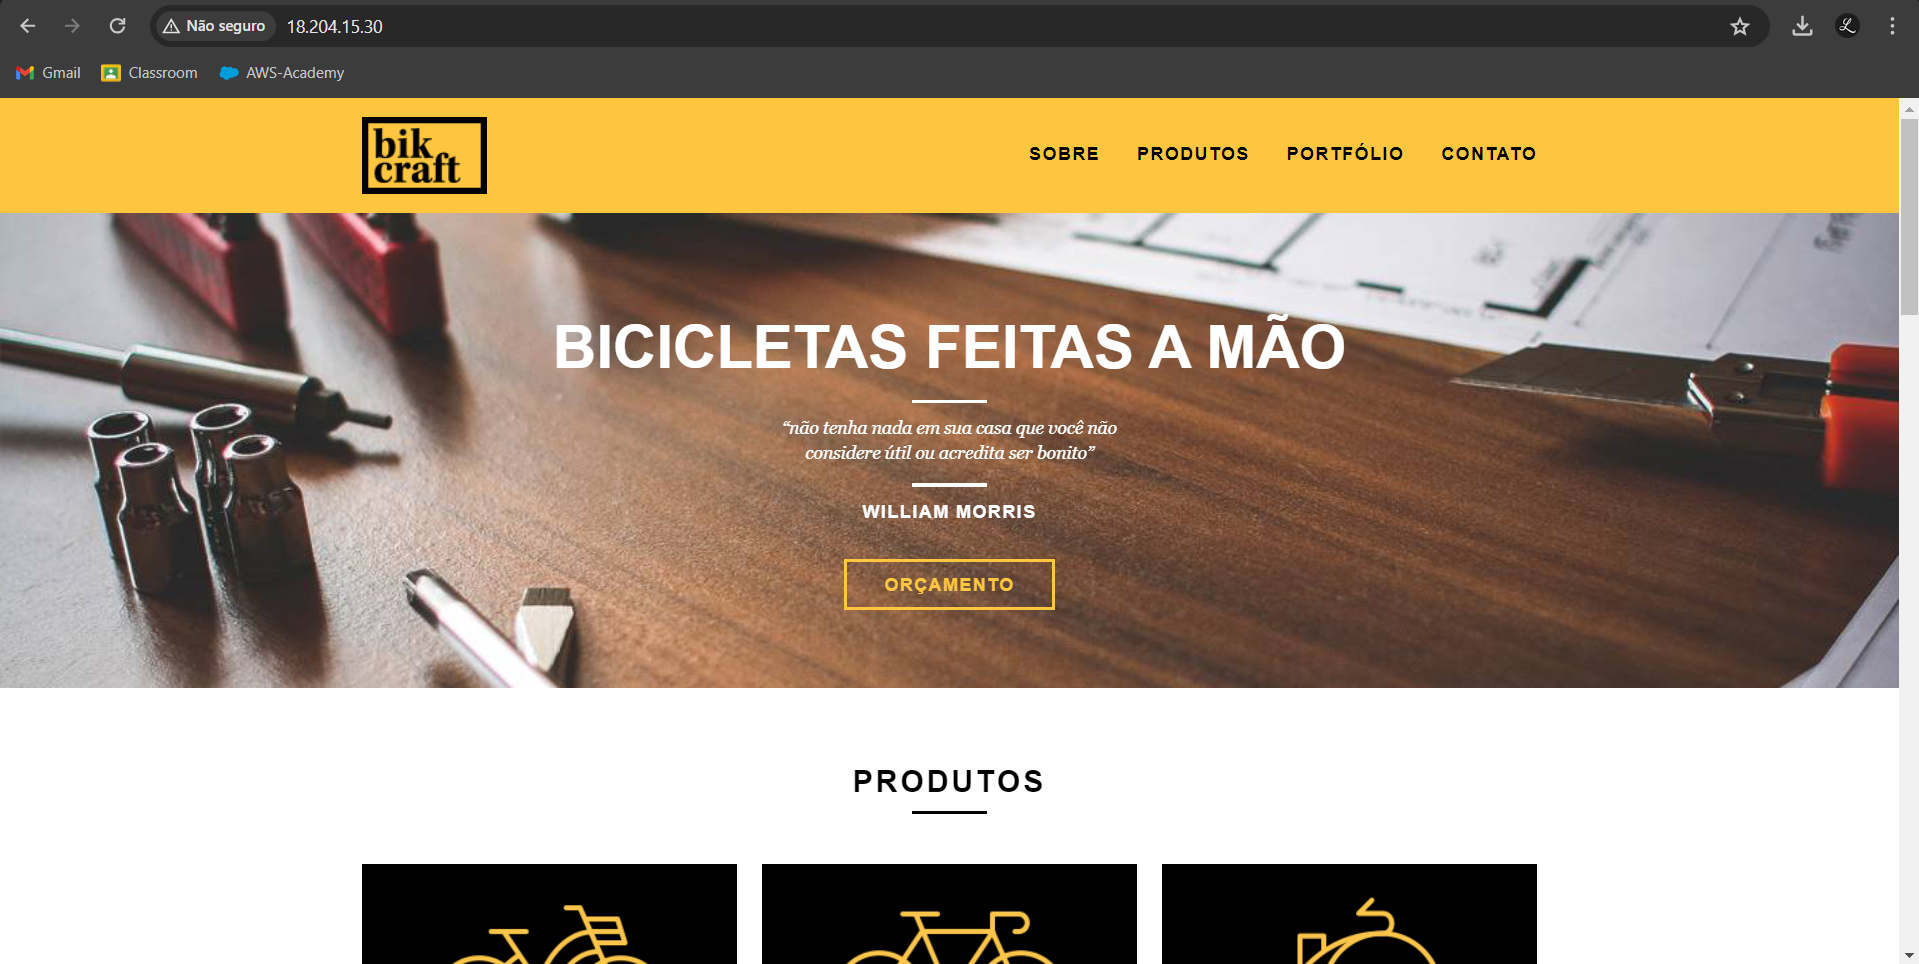 Não seguro 18.204.15.30
Gmail Classroom AWS-Academy
bik
craft
SOBRE PRODUTOS PORTFÓLIO CONTATO
BICICLETAS FEITAS A MÃO
“não tenha nada em sua casa que você não
considere útil ou acredita ser bonito”
WILLIAM MORRIS
ORÇAMENTO
PRODUTOS